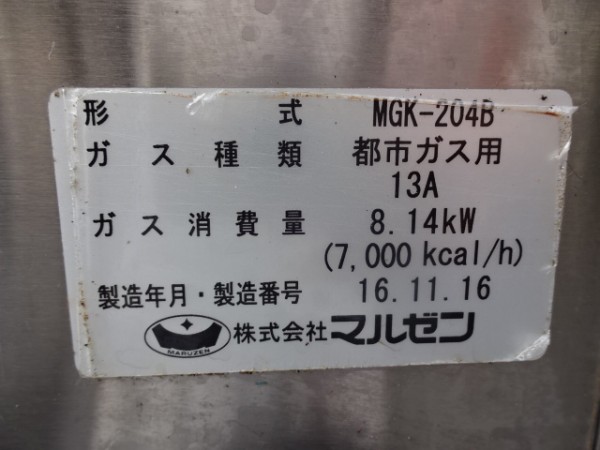 形式 MGK-204B
ガス種類 都市ガス用
13A
ガス消費量 8.14kW
(7,000 kcal/h)
製造年月・製造番号 16.11.16
MARUZEN 株式会社マルゼン